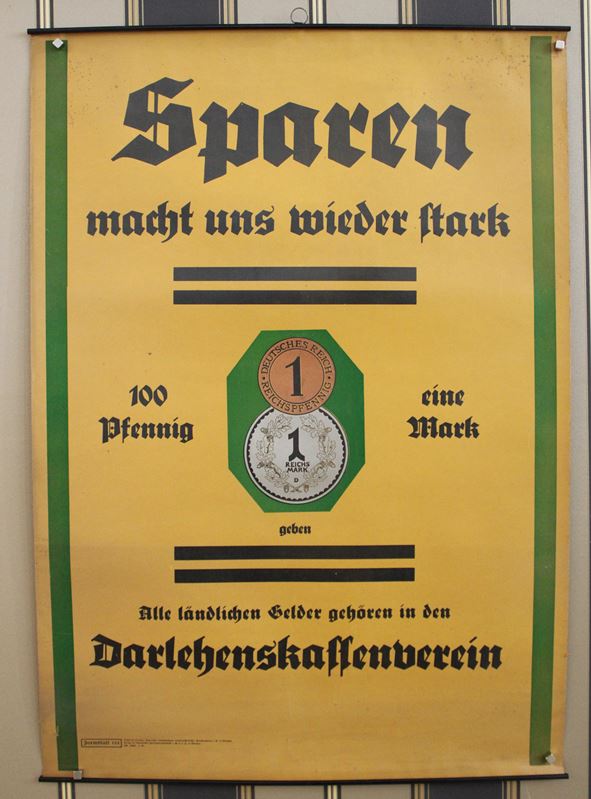 Sparen
macht uns wieder ſtark
100
Pfennig
DEUTSCHES REICH
1
REICHSPFENNIG
1
REICHS
MARK
D
eine
Mark
geben
Alle ländlichen Gelder gehören in den
Darlehenskaſſenverein